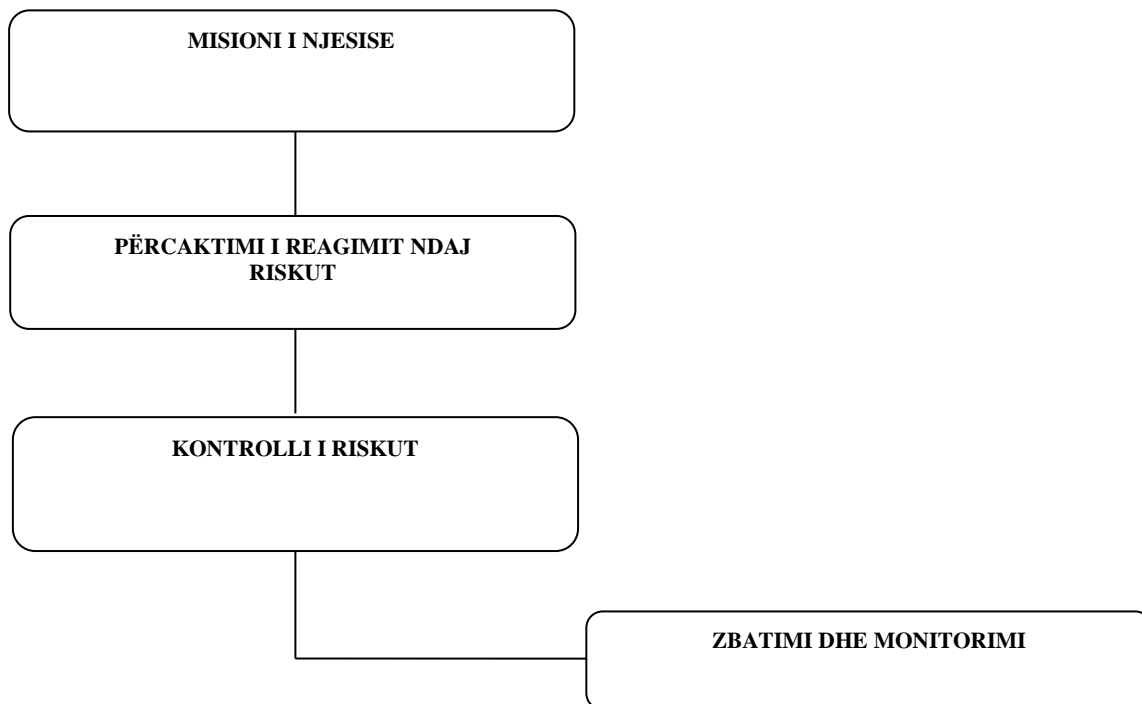 MISIONI I NJESISE
PËRCAKTIMI I REAGIMIT NDAJ
RISKUT
KONTROLLI I RISKUT
ZBATIMI DHE MONITORIMI